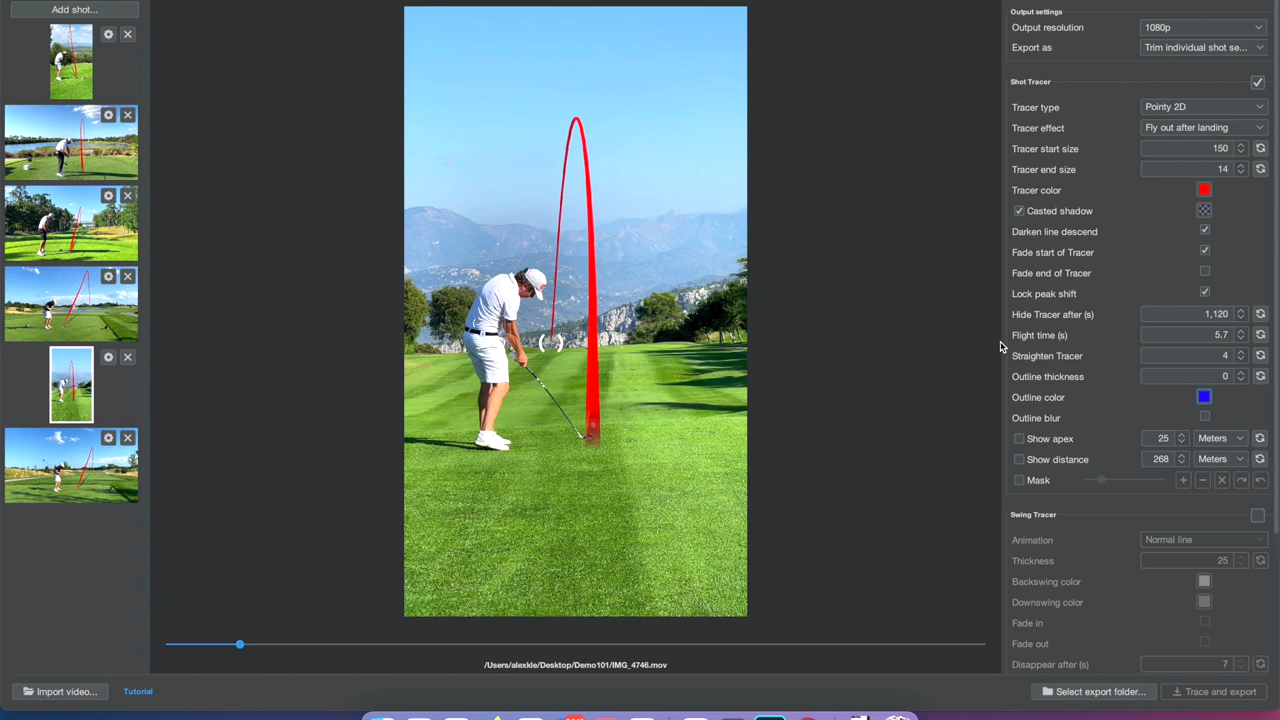 Add shot...
Output settings
Output resolution 1080p
Export as Trim individual shot se...
Shot Tracer
Tracer type Pointy 2D
Tracer effect Fly out after landing
Tracer start size 150
Tracer end size 14
Tracer color
Casted shadow
Darken line descend
Fade start of Tracer
Fade end of Tracer
Lock peak shift
Hide Tracer after (s) 1,120
Flight time (s) 5.7
Straighten Tracer 4
Outline thickness 0
Outline color
Outline blur
Show apex 25 Meters
Show distance 268 Meters
Mask
Swing Tracer
Animation Normal line
Thickness 25
Backswing color
Downswing color
Fade in
Fade out
Disappear after (s) 7
/Users/alexkle/Desktop/Demo101/IMG_4746.mov
Import video... Tutorial Select export folder... Trace and export